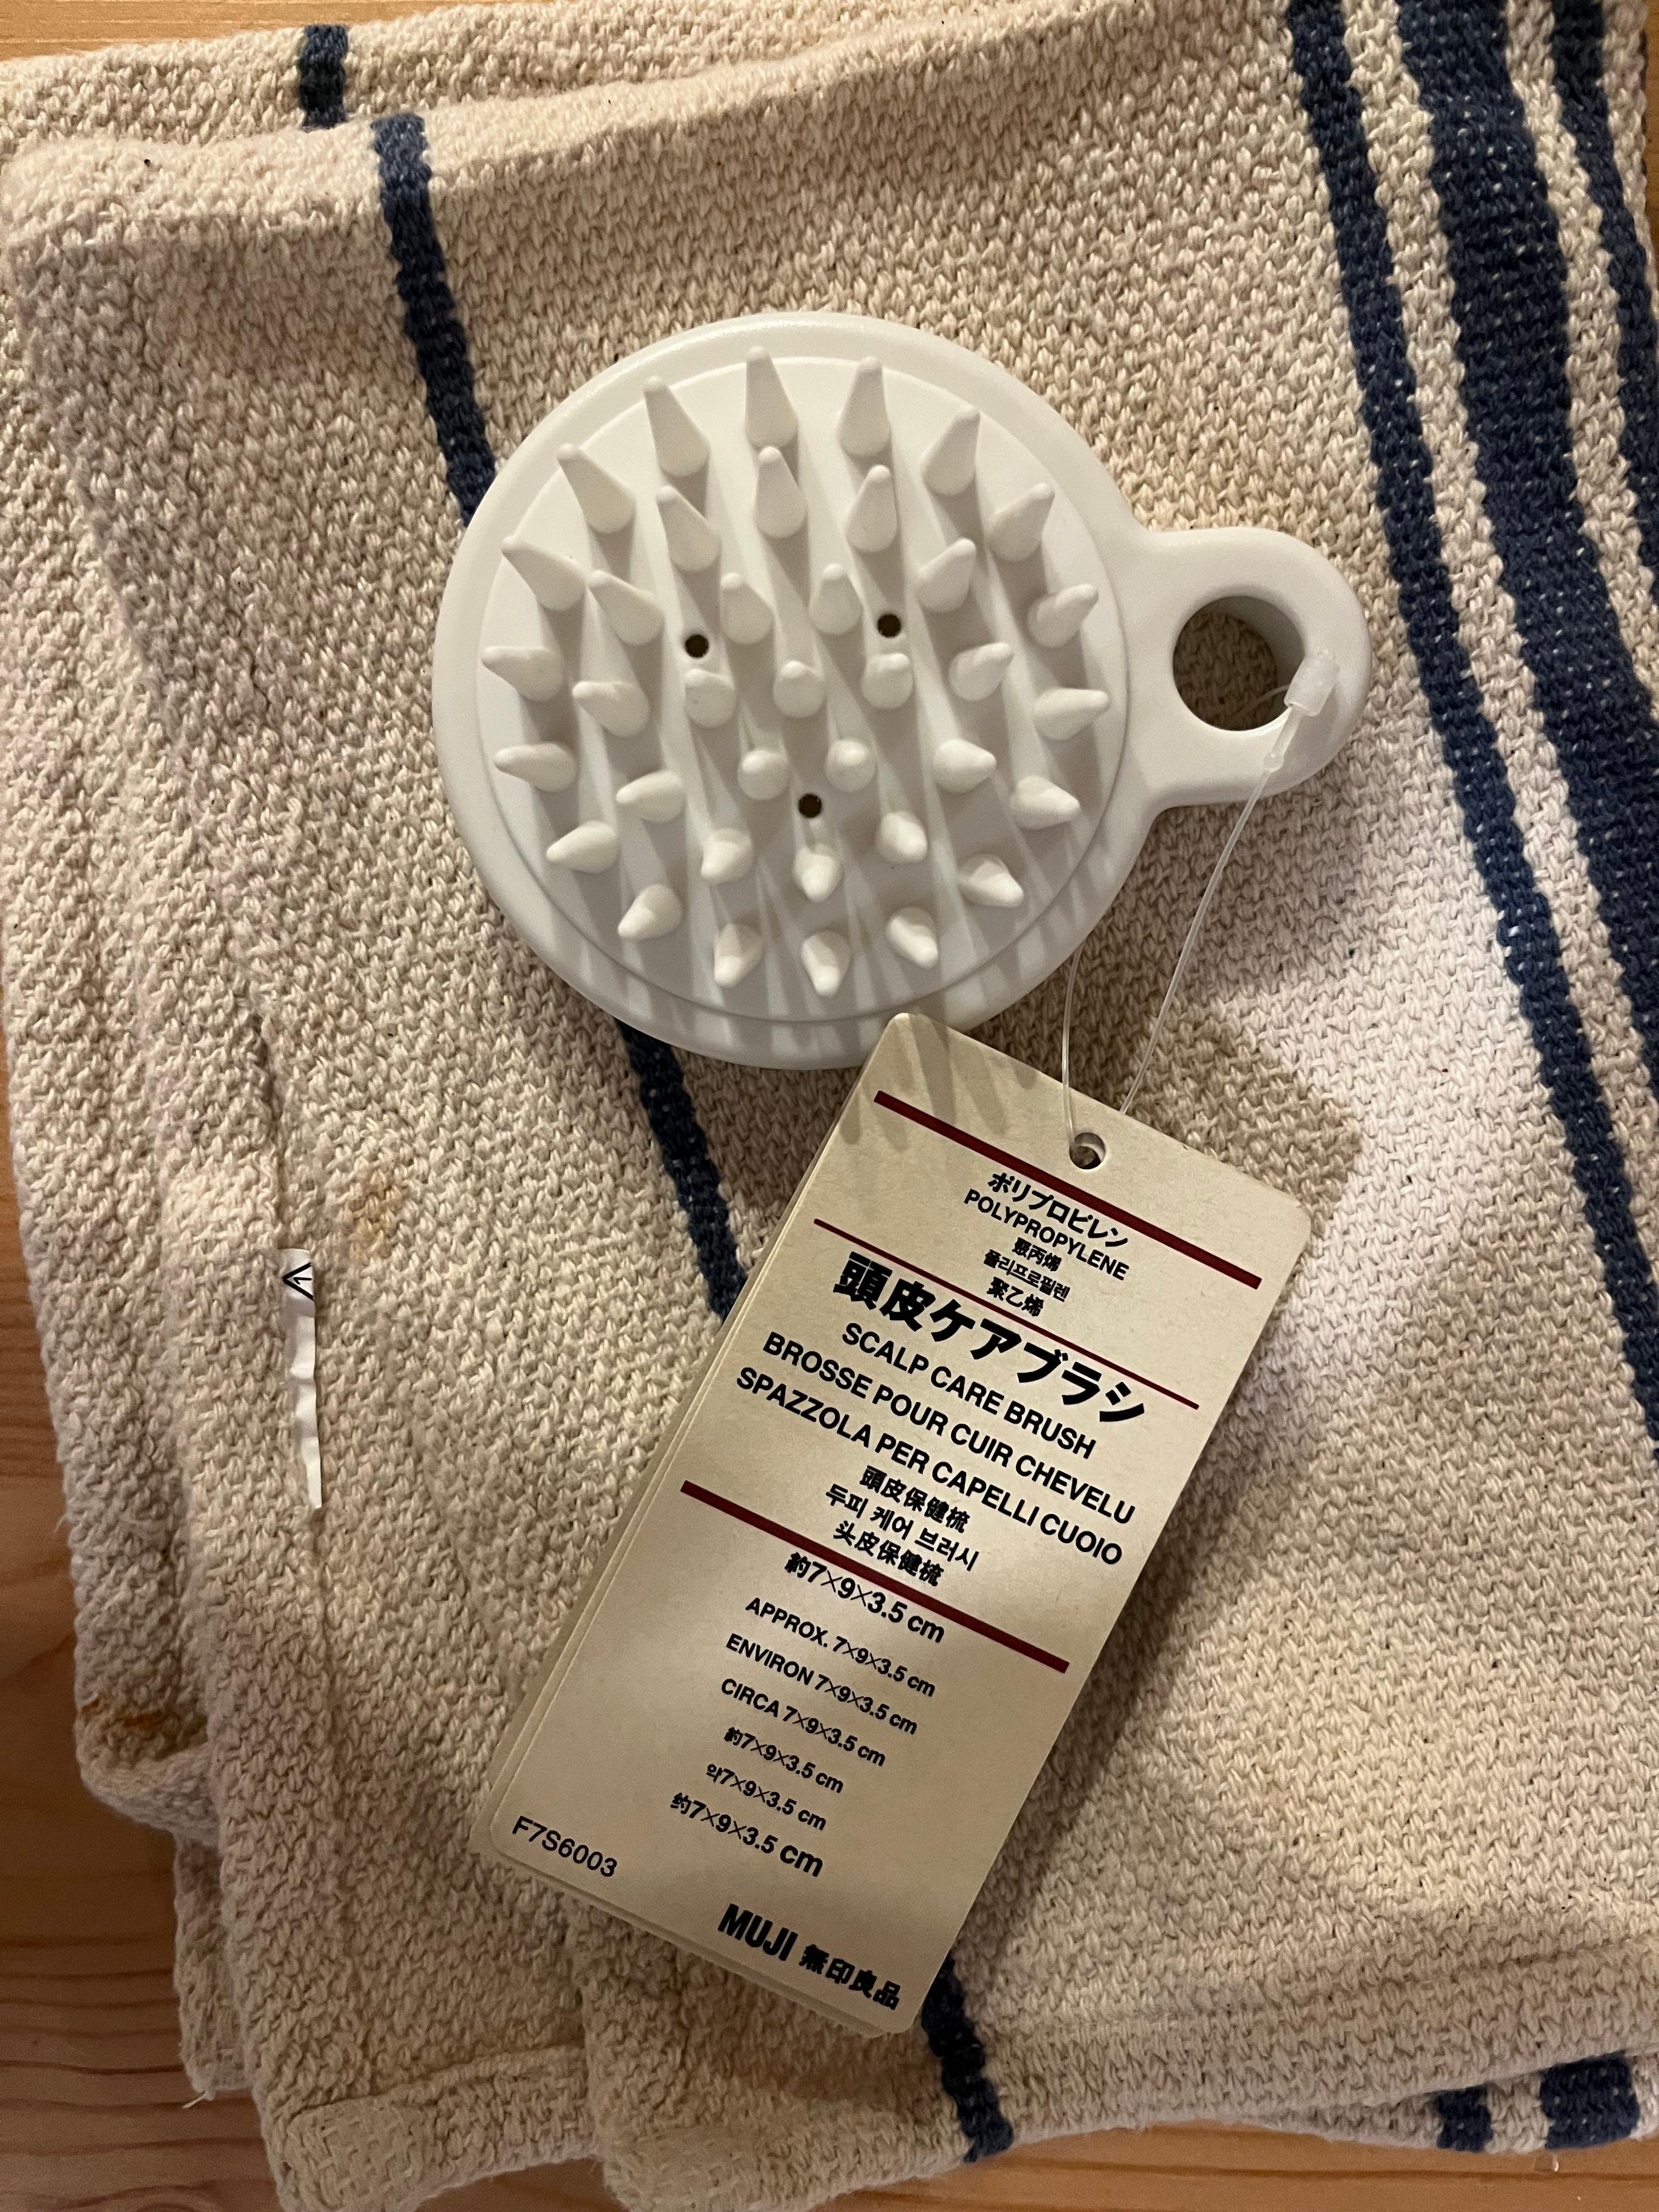 ポリプロピレン
POLYPROPYLENE
聚丙烯
폴리프로필렌
聚乙烯
頭皮ケアブラシ
SCALP CARE BRUSH
BROSSE POUR CUIR CHEVELU
SPAZZOLA PER CAPELLI CUOIO
頭皮保健梳
두피 케어 브러시
头皮保健梳
約7×9×3.5 cm
APPROX. 7×9×3.5 cm
ENVIRON 7×9×3.5 cm
CIRCA 7×9×3.5 cm
約7×9×3.5 cm
약7×9×3.5 cm
约7×9×3.5 cm
F7S6003
MUJI 無印良品